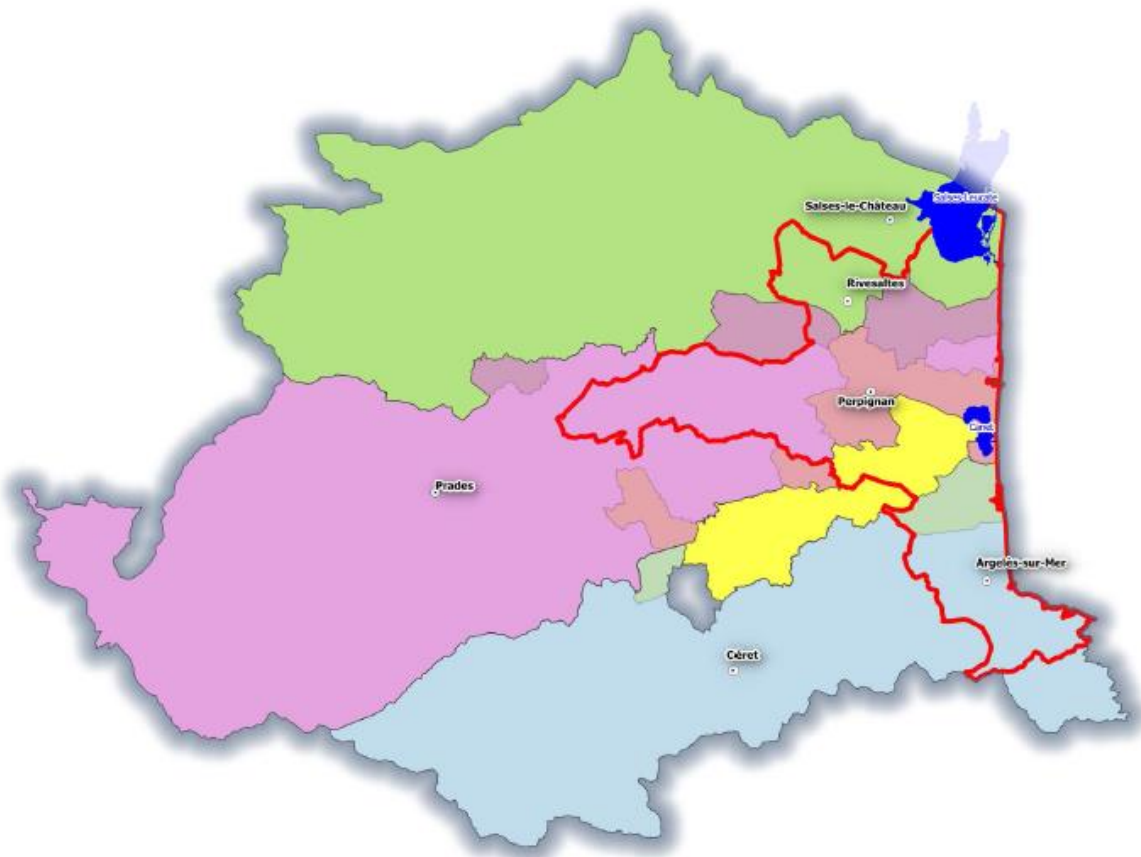 Salses-Leucate
Salses-le-Château
Rivesaltes
Perpignan
Canet
Prades
Argelès-sur-Mer
Céret